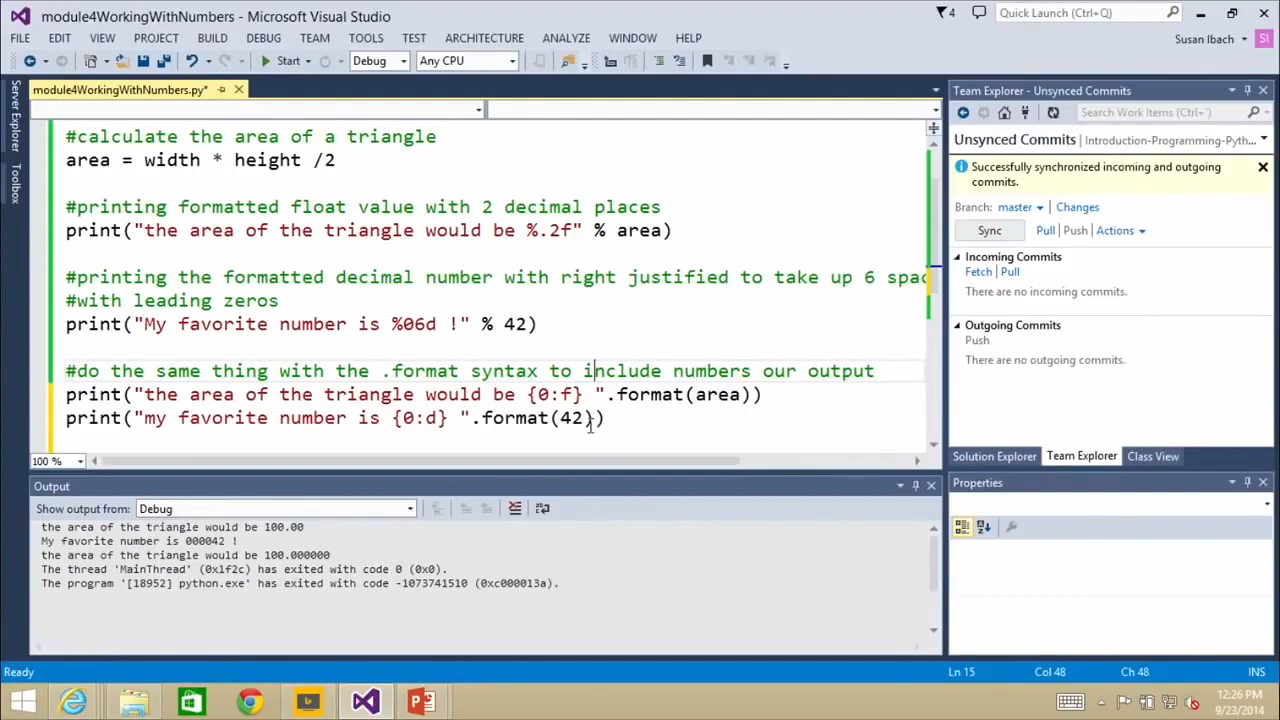 module4WorkingWithNumbers - Microsoft Visual Studio
4
Quick Launch (Ctrl+Q)
FILE EDIT VIEW PROJECT BUILD DEBUG TEAM TOOLS TEST ARCHITECTURE ANALYZE WINDOW HELP
Susan Ibach
SI
Start
Debug
Any CPU
Server Explorer
Toolbox
module4WorkingWithNumbers.py*
#calculate the area of a triangle
area = width * height /2
#printing formatted float value with 2 decimal places
print("the area of the triangle would be %.2f" % area)
#printing the formatted decimal number with right justified to take up 6 spac
#with leading zeros
print("My favorite number is %06d !" % 42)
#do the same thing with the .format syntax to include numbers our output
print("the area of the triangle would be {0:f} ".format(area))
print("my favorite number is {0:d} ".format(42))
100 %
Output
Show output from: Debug
the area of the triangle would be 100.00
My favorite number is 000042 !
the area of the triangle would be 100.000000
The thread 'MainThread' (0x1f2c) has exited with code 0 (0x0).
The program '[18952] python.exe' has exited with code -1073741510 (0xc000013a).
Team Explorer - Unsynced Commits
Search Work Items (Ctrl+')
Unsynced Commits Introduction-Programming-Pyth...
Successfully synchronized incoming and outgoing
commits.
Branch: master Changes
Sync Pull Push Actions
Incoming Commits
Fetch Pull
There are no incoming commits.
Outgoing Commits
Push
There are no outgoing commits.
Solution Explorer Team Explorer Class View
Properties
Ready
Ln 15
Col 48
Ch 48
INS
12:26 PM
9/23/2014